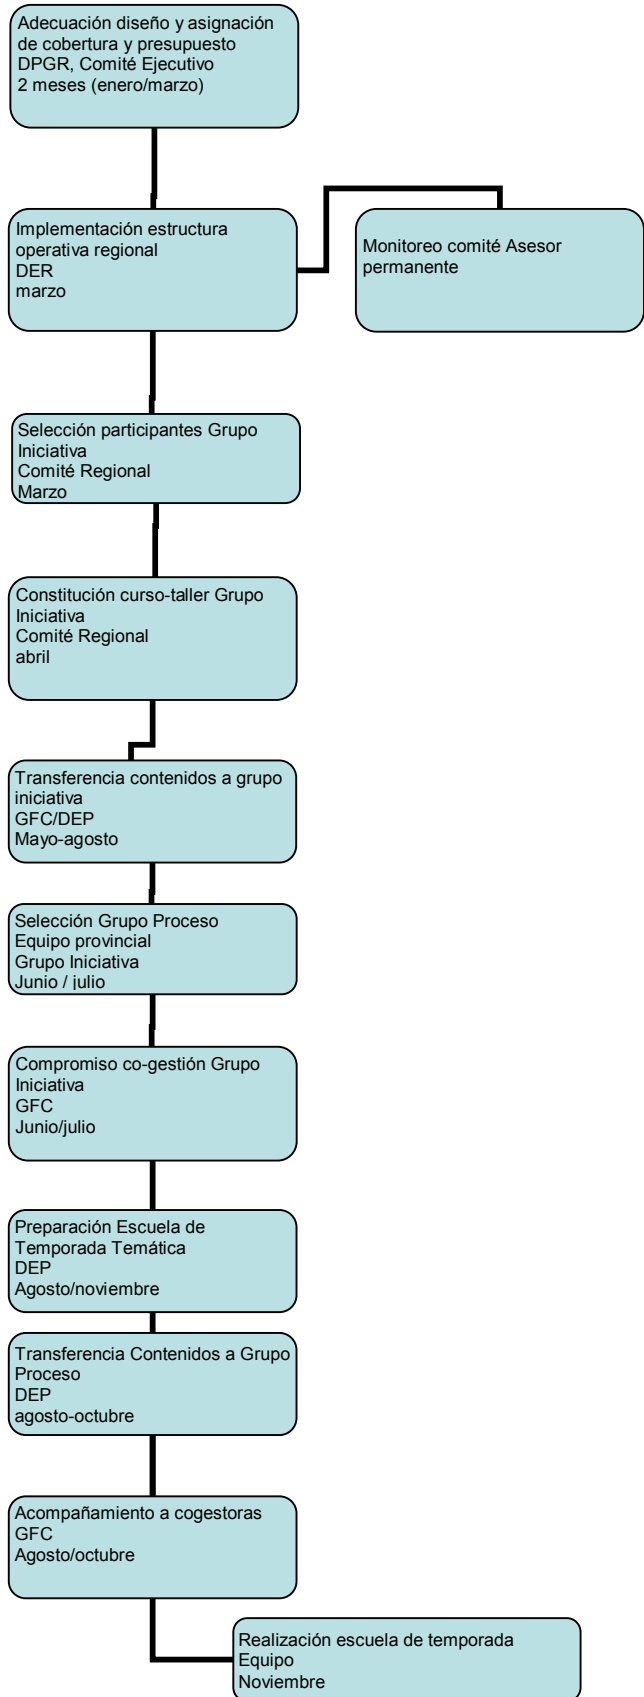 Adecuación diseño y asignación
de cobertura y presupuesto
DPGR, Comité Ejecutivo
2 meses (enero/marzo)
Implementación estructura
operativa regional
DER
marzo
Monitoreo comité Asesor
permanente
Selección participantes Grupo
Iniciativa
Comité Regional
Marzo
Constitución curso-taller Grupo
Iniciativa
Comité Regional
abril
Transferencia contenidos a grupo
iniciativa
GFC/DEP
Mayo-agosto
Selección Grupo Proceso
Equipo provincial
Grupo Iniciativa
Junio / julio
Compromiso co-gestión Grupo
Iniciativa
GFC
Junio/julio
Preparación Escuela de
Temporada Temática
DEP
Agosto/noviembre
Transferencia Contenidos a Grupo
Proceso
DEP
agosto-octubre
Acompañamiento a cogestoras
GFC
Agosto/octubre
Realización escuela de temporada
Equipo
Noviembre